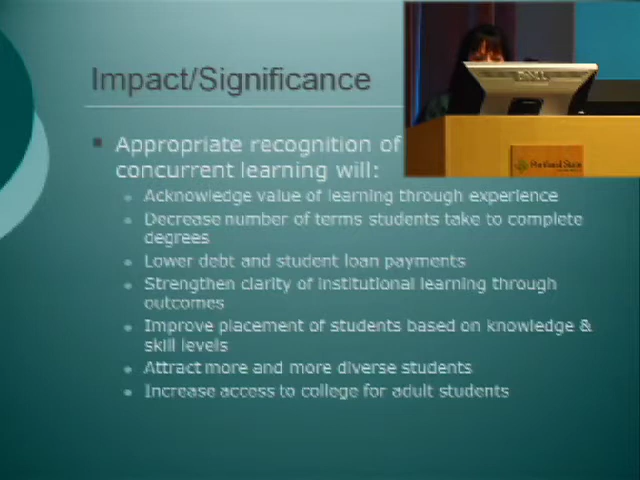 Impact/Significance
Appropriate recognition of
concurrent learning will:
Acknowledge value of learning through experience
Decrease number of terms students take to complete
degrees
Lower debt and student loan payments
Strengthen clarity of institutional learning through
outcomes
Improve placement of students based on knowledge &
skill levels
Attract more and more diverse students
Increase access to college for adult students
Portland State